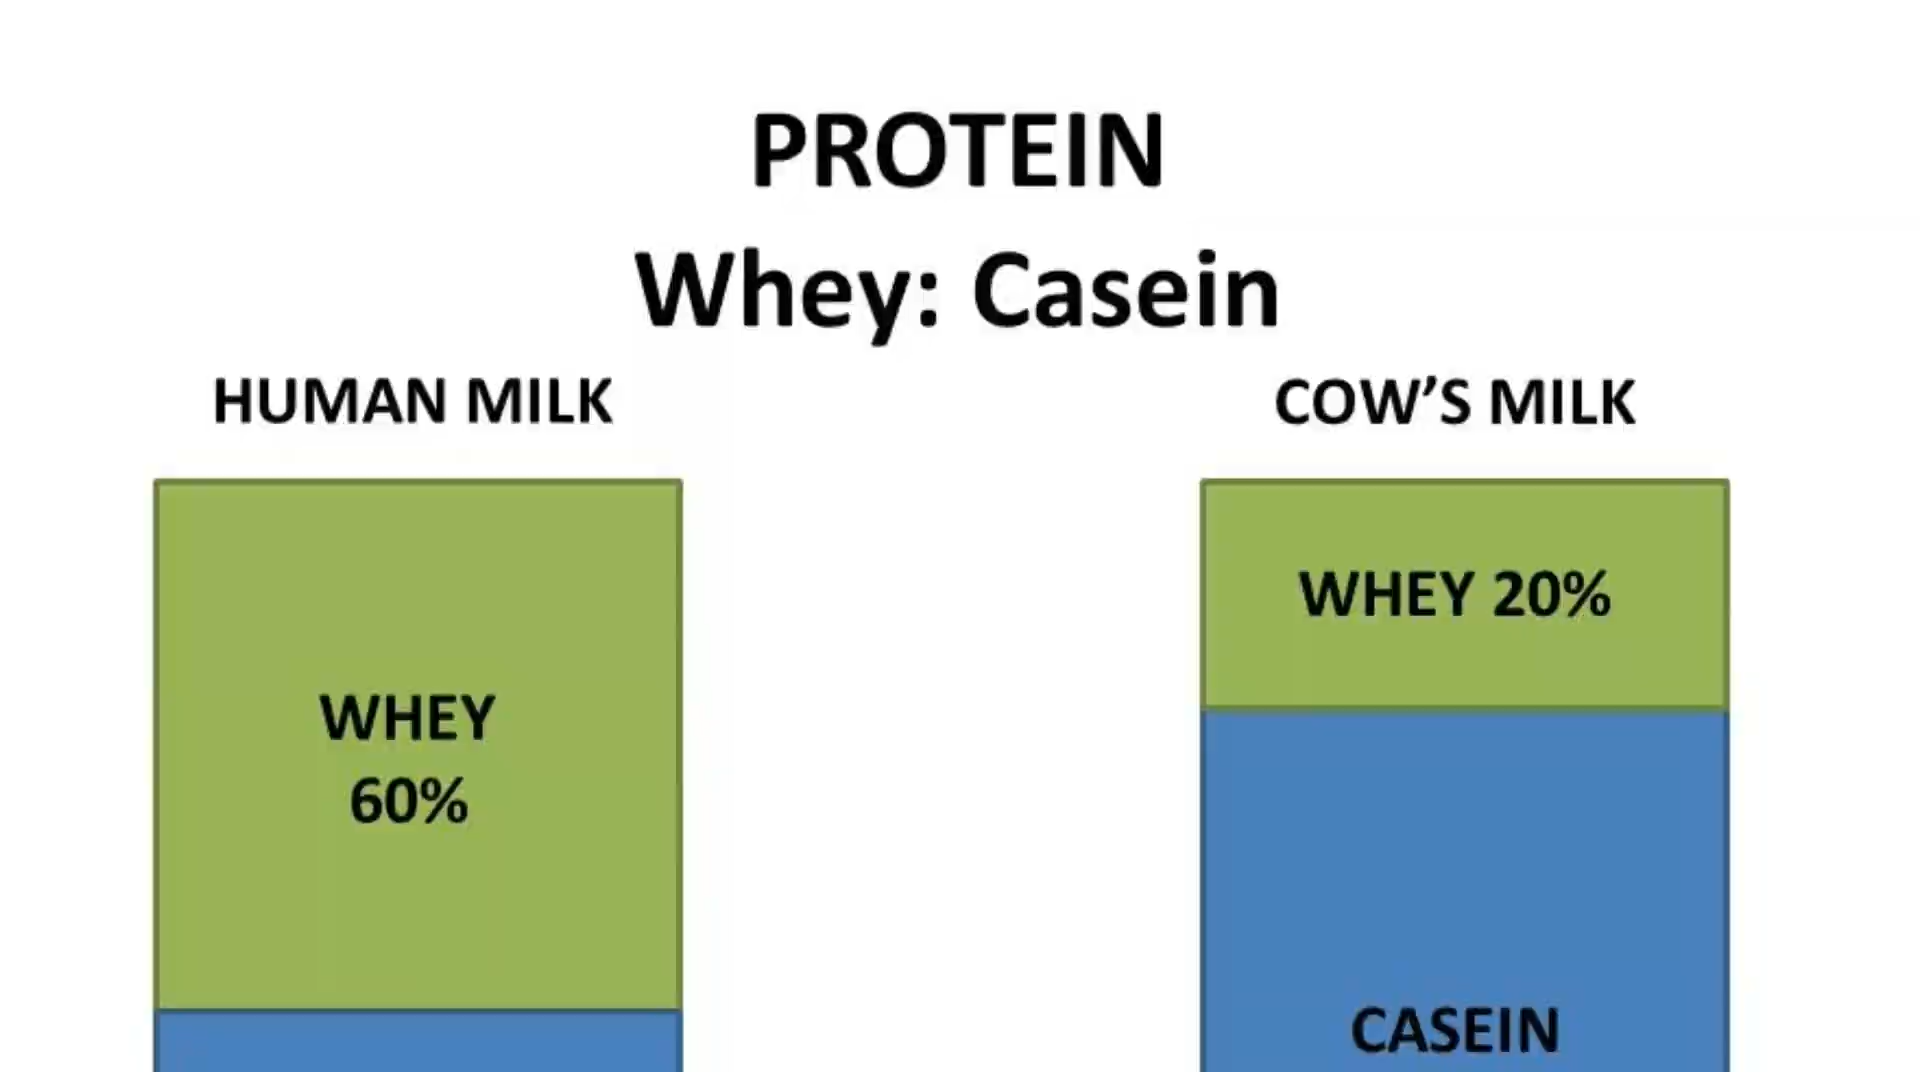 PROTEIN
Whey: Casein
HUMAN MILK
COW’S MILK
WHEY
60%
WHEY 20%
CASEIN